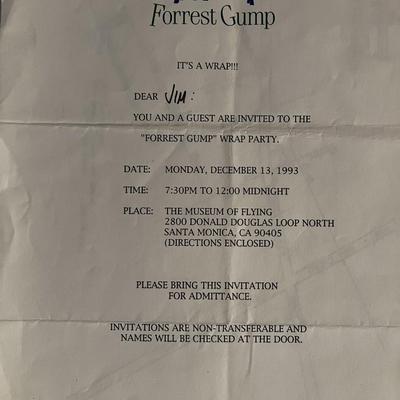 Forrest Gump
IT'S A WRAP!!!
DEAR JIM:
YOU AND A GUEST ARE INVITED TO THE
"FORREST GUMP" WRAP PARTY.
DATE: MONDAY, DECEMBER 13, 1993
TIME: 7:30PM TO 12:00 MIDNIGHT
PLACE: THE MUSEUM OF FLYING
2800 DONALD DOUGLAS LOOP NORTH
SANTA MONICA, CA 90405
(DIRECTIONS ENCLOSED)
PLEASE BRING THIS INVITATION
FOR ADMITTANCE.
INVITATIONS ARE NON-TRANSFERABLE AND
NAMES WILL BE CHECKED AT THE DOOR.